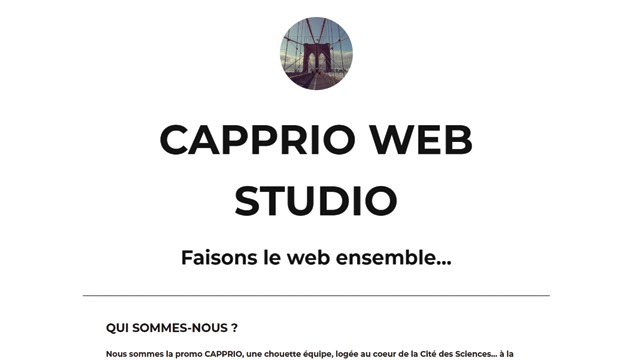 CAPPRIO WEB
STUDIO
Faisons le web ensemble...
QUI SOMMES-NOUS ?
Nous sommes la promo CAPPRIO, une chouette équipe, logée au coeur de la Cité des Sciences... à la